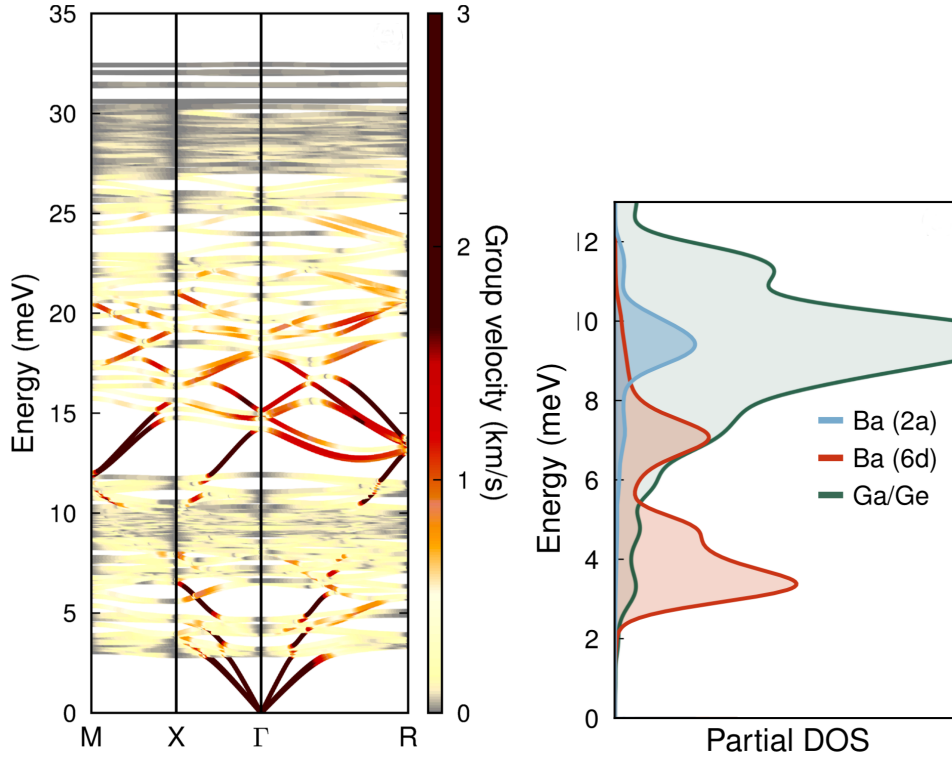 35
30
25
20
15
10
5
0
Energy (meV)
M
X
Γ
R
3
2
1
0
Group velocity (km/s)
12
10
8
6
4
2
0
Energy (meV)
Ba (2a)
Ba (6d)
Ga/Ge
Partial DOS